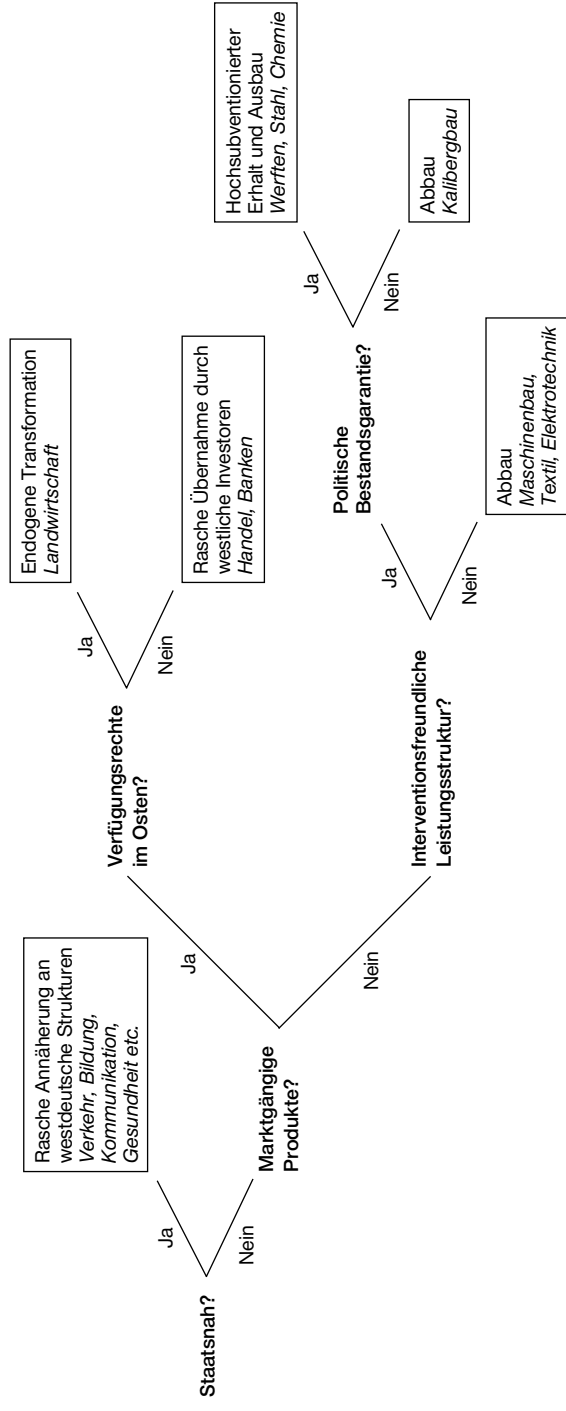 Staatsnah?
Ja
Nein
Rasche Annäherung an
westdeutsche Strukturen
Verkehr, Bildung,
Kommunikation,
Gesundheit etc.
Marktgängige
Produkte?
Ja
Nein
Verfügungsrechte
im Osten?
Ja
Nein
Endogene Transformation
Landwirtschaft
Rasche Übernahme durch
westliche Investoren
Handel, Banken
Interventionsfreundliche
Leistungsstruktur?
Ja
Nein
Politische
Bestandsgarantie?
Ja
Nein
Hochsubventionierter
Erhalt und Ausbau
Werften, Stahl, Chemie
Abbau
Kalibergbau
Abbau
Maschinenbau,
Textil, Elektrotechnik